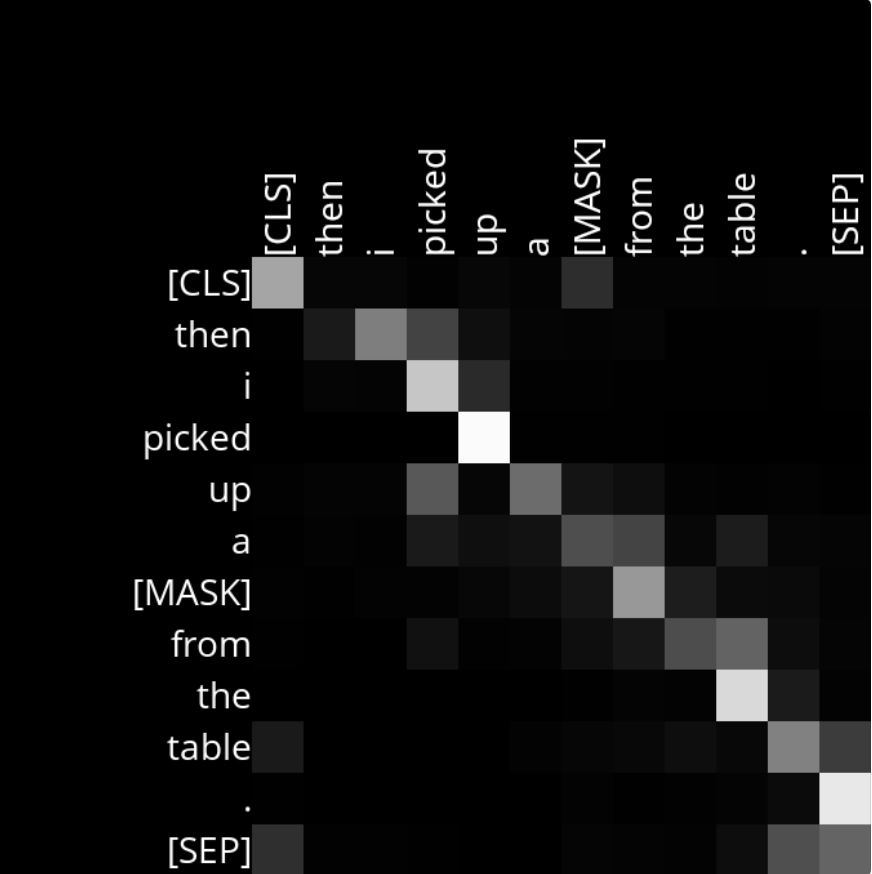 [CLS] then i picked up a [MASK] from the table . [SEP]
[CLS]
then
i
picked
up
a
[MASK]
from
the
table
.
[SEP]